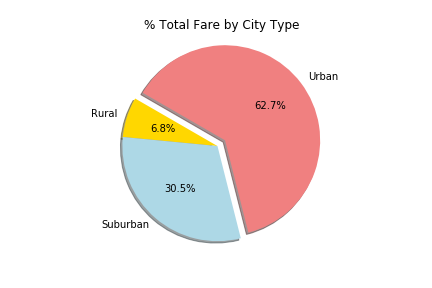 % Total Fare by City Type
Urban
62.7%
Rural
6.8%
30.5%
Suburban